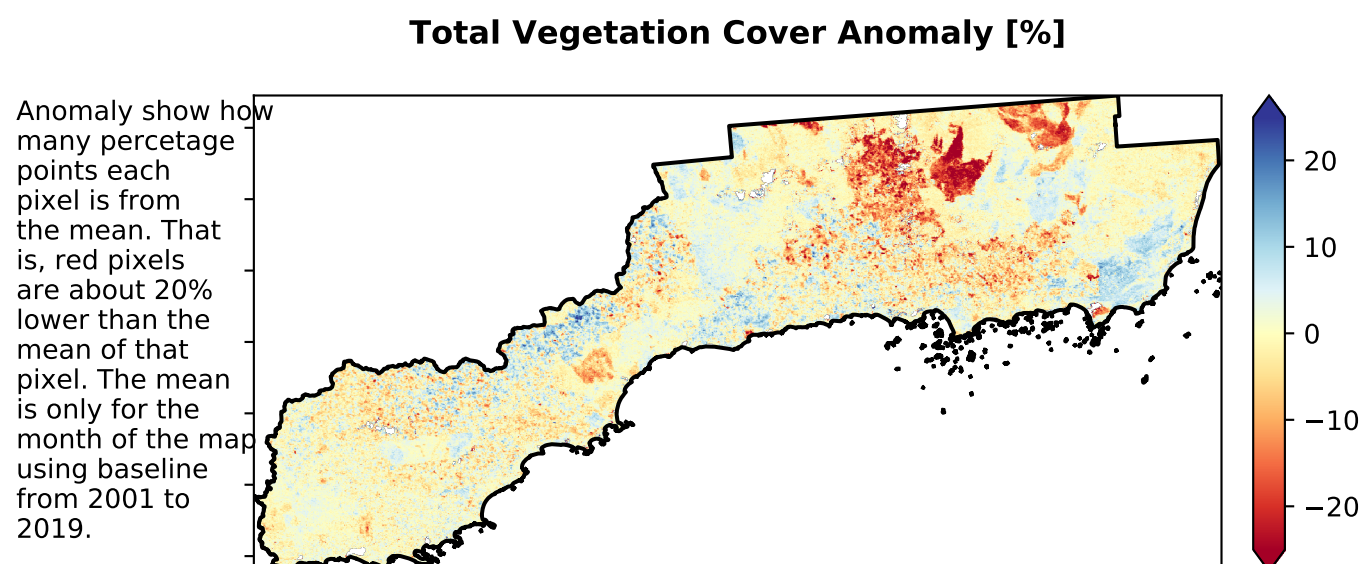 Total Vegetation Cover Anomaly [%]
Anomaly show how
many percetage
points each
pixel is from
the mean. That
is, red pixels
are about 20%
lower than the
mean of that
pixel. The mean
is only for the
month of the map
using baseline
from 2001 to
2019.
20
10
0
−10
−20